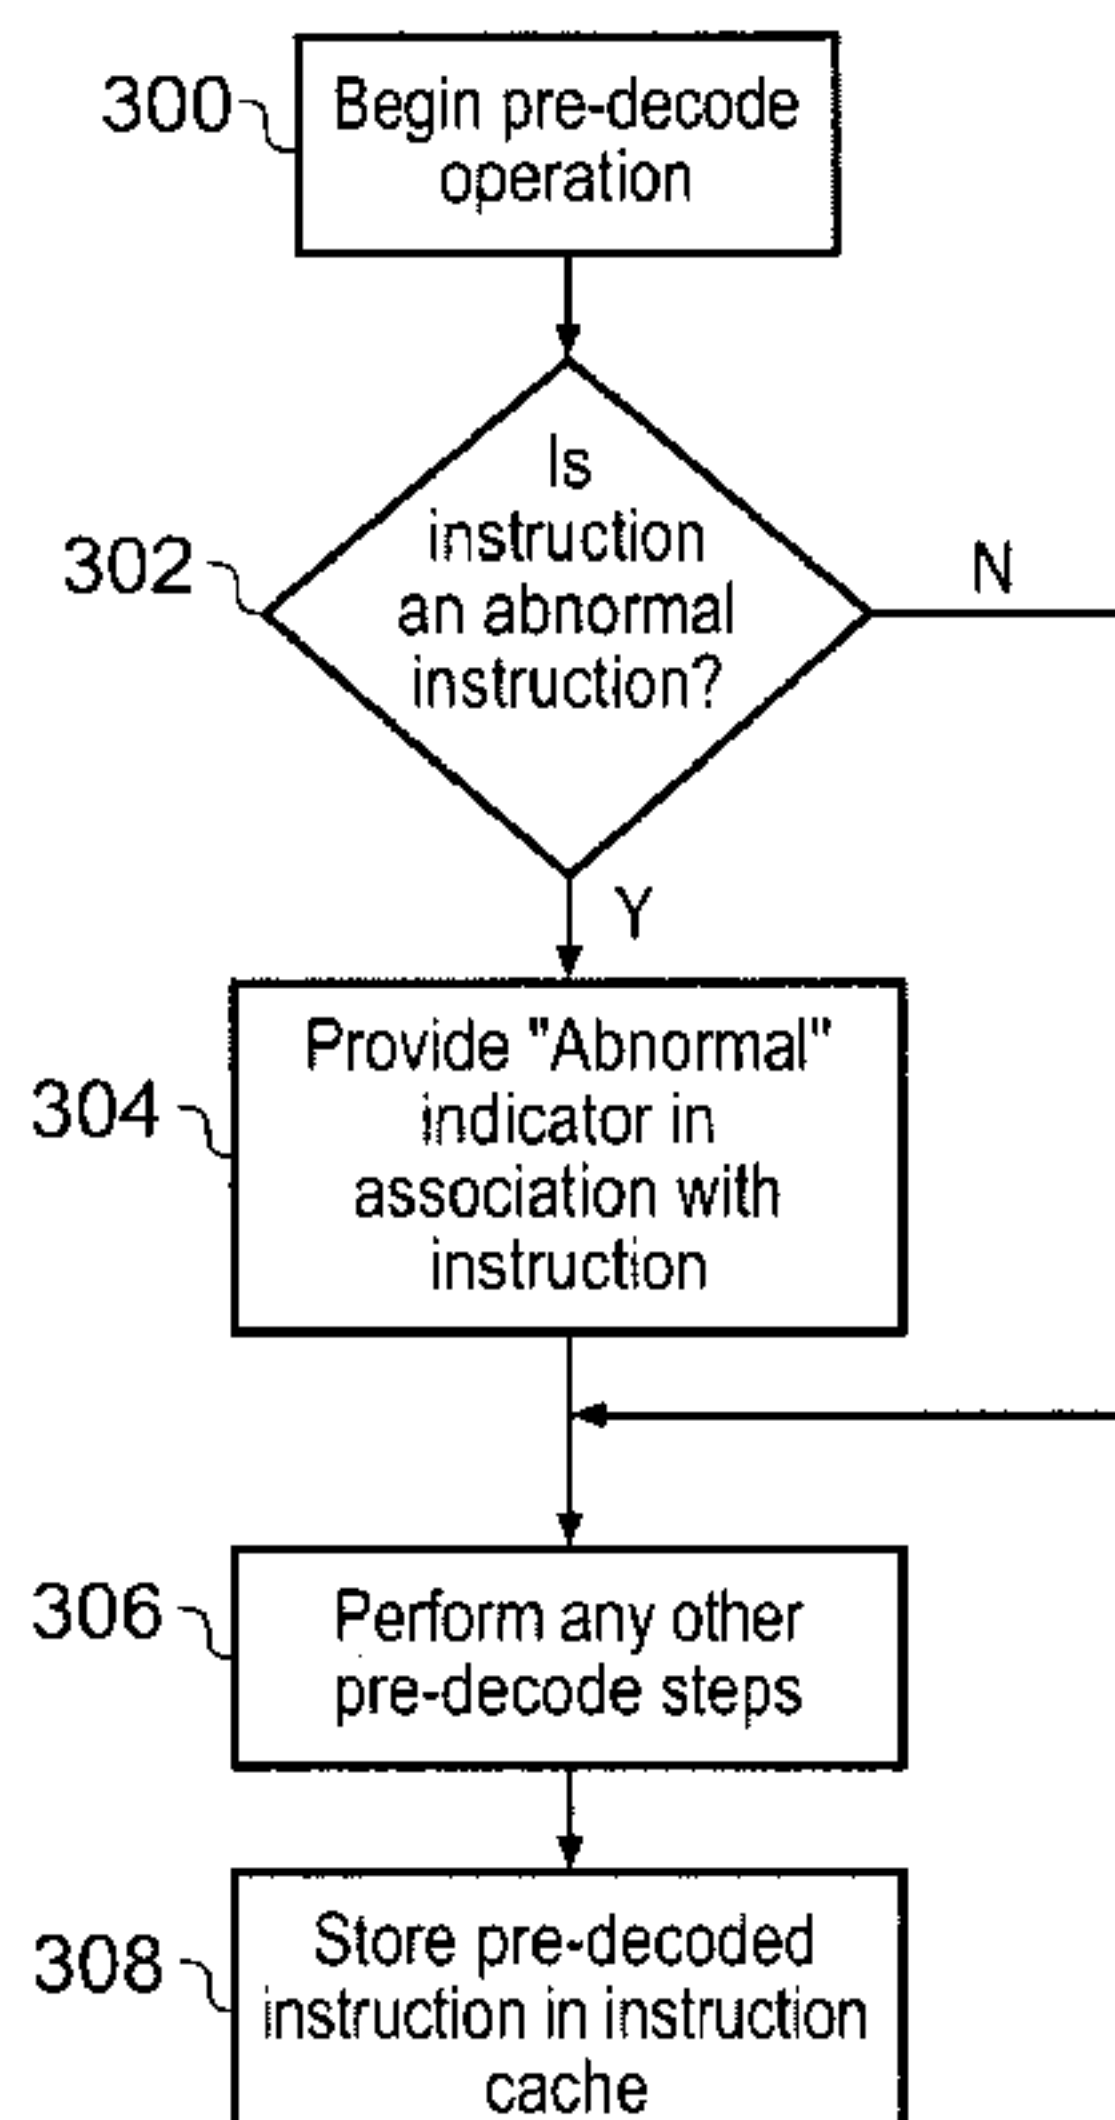 300
Begin pre-decode
operation
302
Is
instruction
an abnormal
instruction?
N
Y
304
Provide "Abnormal"
indicator in
association with
instruction
306
Perform any other
pre-decode steps
308
Store pre-decoded
instruction in instruction
cache